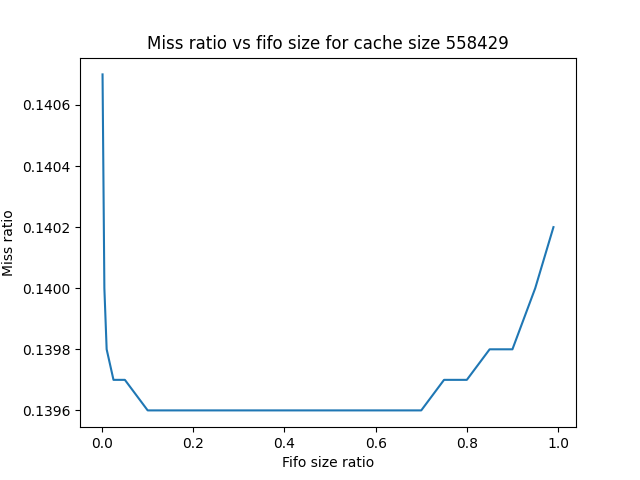 Miss ratio vs fifo size for cache size 558429
0.1406
0.1404
0.1402
0.1400
0.1398
0.1396
Miss ratio
0.0 0.2 0.4 0.6 0.8 1.0
Fifo size ratio